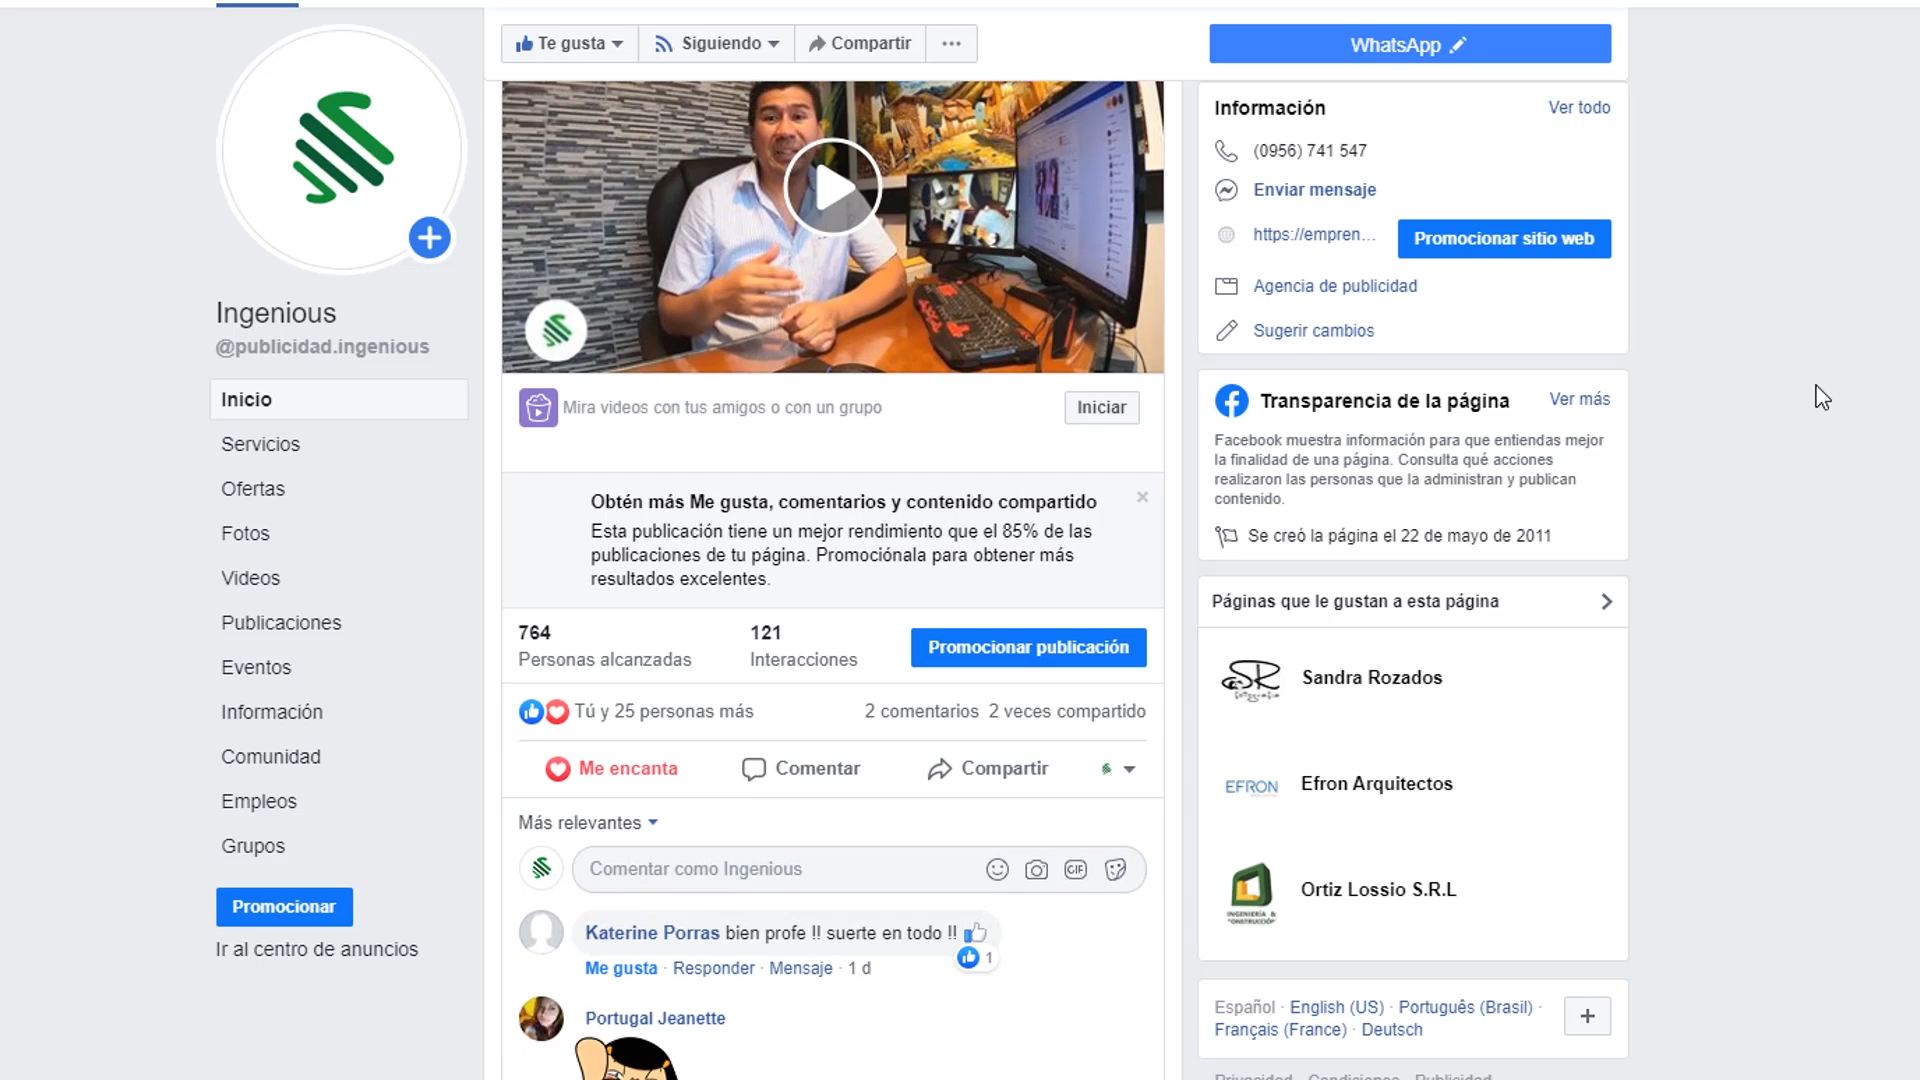 Te gusta
Siguiendo
Compartir
WhatsApp
Ingenious
@publicidad.ingenious
Inicio
Servicios
Ofertas
Fotos
Videos
Publicaciones
Eventos
Información
Comunidad
Empleos
Grupos
Promocionar
Ir al centro de anuncios
Mira videos con tus amigos o con un grupo
Iniciar
Obtén más Me gusta, comentarios y contenido compartido
Esta publicación tiene un mejor rendimiento que el 85% de las
publicaciones de tu página. Promociónala para obtener más
resultados excelentes.
764
Personas alcanzadas
121
Interacciones
Promocionar publicación
Tú y 25 personas más
2 comentarios 2 veces compartido
Me encanta
Comentar
Compartir
Más relevantes
Comentar como Ingenious
GIF
Katerine Porras bien profe !! suerte en todo !!
1
Me gusta · Responder · Mensaje · 1 d
Portugal Jeanette
Información
Ver todo
(0956) 741 547
Enviar mensaje
https://empren...
Promocionar sitio web
Agencia de publicidad
Sugerir cambios
Transparencia de la página
Ver más
Facebook muestra información para que entiendas mejor
la finalidad de una página. Consulta qué acciones
realizaron las personas que la administran y publican
contenido.
Se creó la página el 22 de mayo de 2011
Páginas que le gustan a esta página
SR
Sandra Rozados
EFRON
Efron Arquitectos
INGENIERÍA &
CONSTRUCCIÓN
Ortiz Lossio S.R.L
Español · English (US) · Português (Brasil) ·
Français (France) · Deutsch
Privacidad · Condiciones · Publicidad